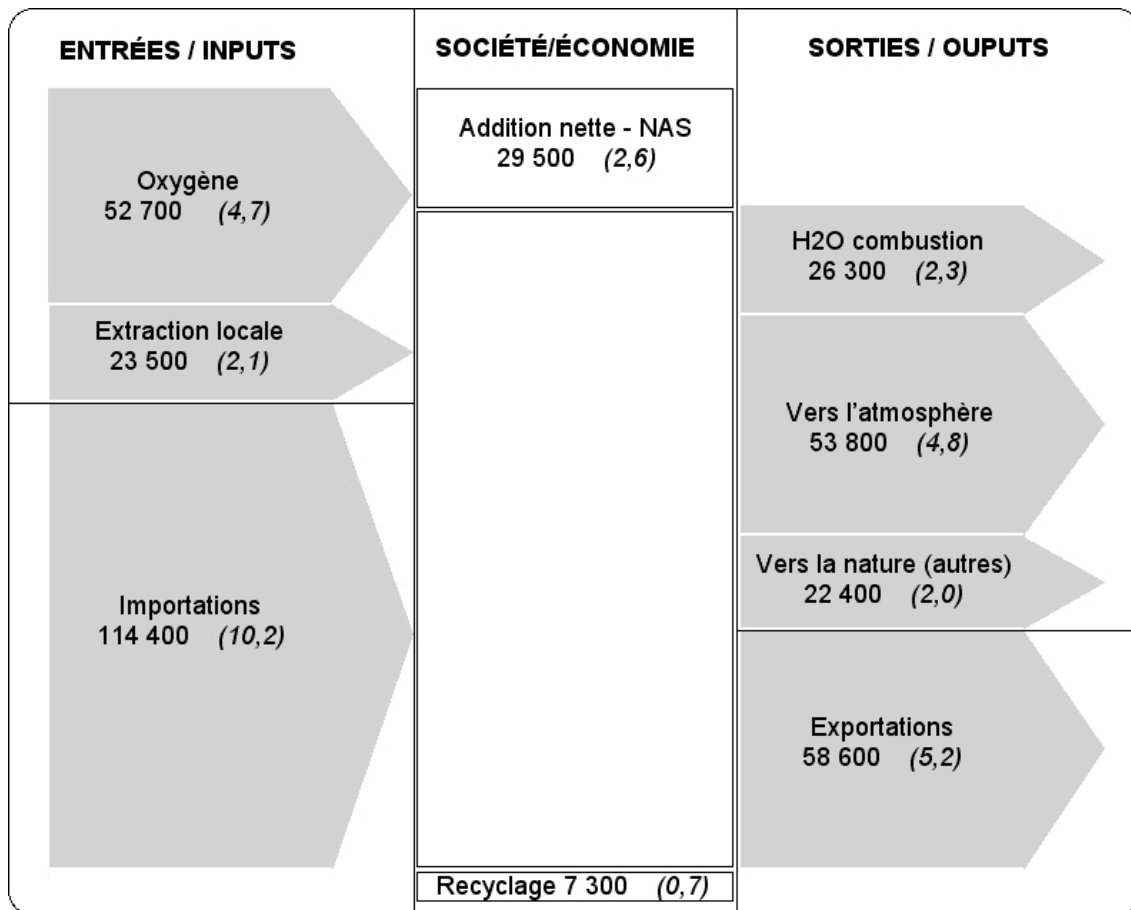 ENTRÉES / INPUTS
Oxygène
52 700 (4,7)
Extraction locale
23 500 (2,1)
Importations
114 400 (10,2)
SOCIÉTÉ/ÉCONOMIE
Addition nette - NAS
29 500 (2,6)
Recyclage 7 300 (0,7)
SORTIES / OUPUTS
H2O combustion
26 300 (2,3)
Vers l'atmosphère
53 800 (4,8)
Vers la nature (autres)
22 400 (2,0)
Exportations
58 600 (5,2)